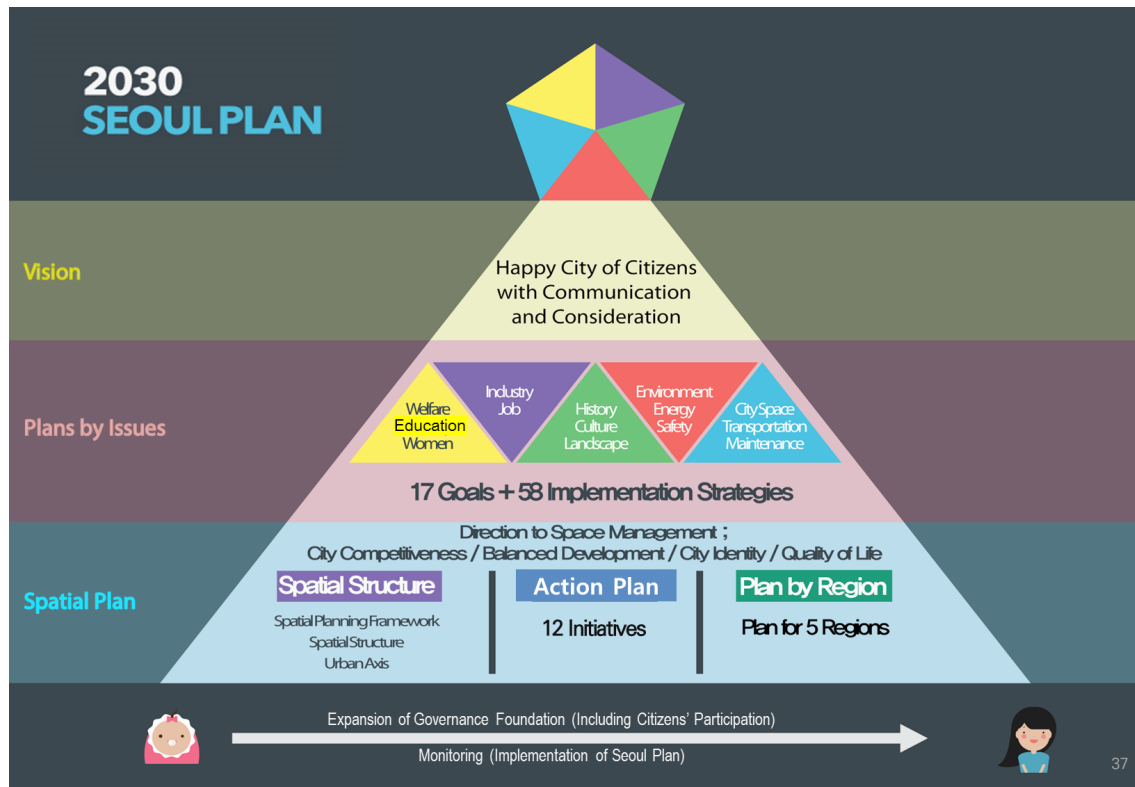 2030
SEOUL PLAN
Vision
Happy City of Citizens
with Communication
and Consideration
Plans by Issues
Welfare
Education
Women
Industry
Job
History
Culture
Landscape
Environment
Energy
Safety
City Space
Transportation
Maintenance
17 Goals + 58 Implementation Strategies
Spatial Plan
Direction to Space Management ;
City Competitiveness / Balanced Development / City Identity / Quality of Life
Spatial Structure
Spatial Planning Framework
Spatial Structure
Urban Axis
Action Plan
12 Initiatives
Plan by Region
Plan for 5 Regions
Expansion of Governance Foundation (Including Citizens' Participation)
Monitoring (Implementation of Seoul Plan)
37